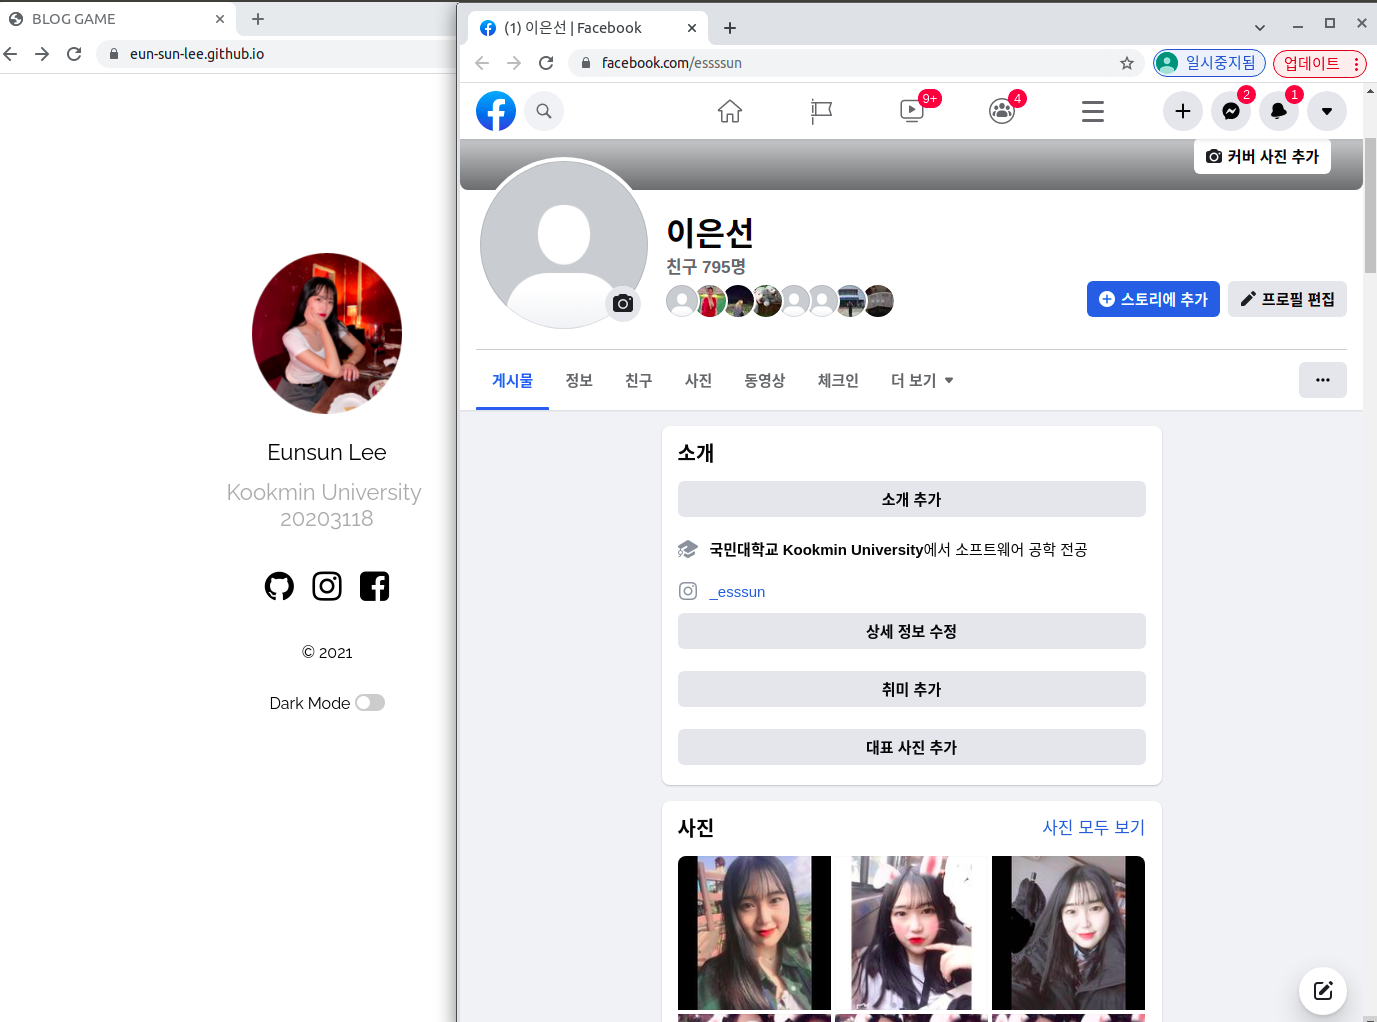 BLOG GAME
eun-sun-lee.github.io
Eunsun Lee
Kookmin University
20203118
© 2021
Dark Mode
(1) 이은선 | Facebook
facebook.com/essssun
일시중지됨
업데이트
9+
4
2
1
커버 사진 추가
이은선
친구 795명
스토리에 추가
프로필 편집
게시물
정보
친구
사진
동영상
체크인
더 보기
소개
소개 추가
국민대학교 Kookmin University에서 소프트웨어 공학 전공
_esssun
상세 정보 수정
취미 추가
대표 사진 추가
사진
사진 모두 보기